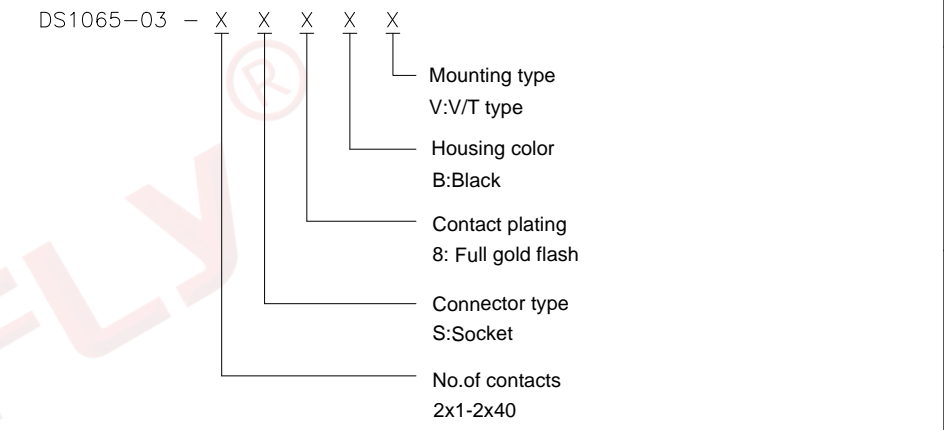 DS1065-03 - X X X X X
Mounting type
V:V/T type
Housing color
B:Black
Contact plating
8: Full gold flash
Connector type
S:Socket
No.of contacts
2x1-2x40
FLY ®